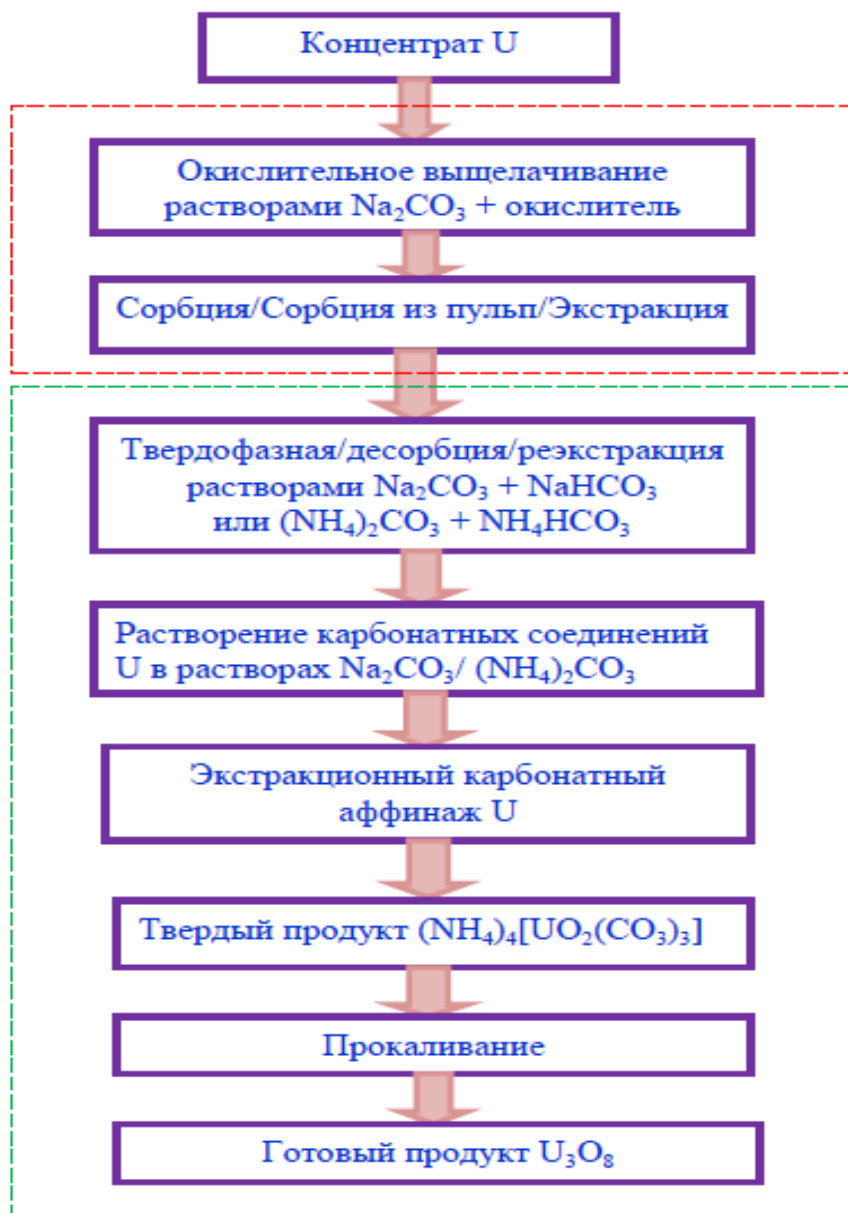 Концентрат U
Окислительное выщелачивание
растворами Na₂CO₃ + окислитель
Сорбция/Сорбция из пульп/Экстракция
Твердофазная/десорбция/реэкстракция
растворами Na₂CO₃ + NaHCO₃
или (NH₄)₂CO₃ + NH₄HCO₃
Растворение карбонатных соединений
U в растворах Na₂CO₃/ (NH₄)₂CO₃
Экстракционный карбонатный
аффинаж U
Твердый продукт (NH₄)₄[UO₂(CO₃)₃]
Прокаливание
Готовый продукт U₃O₈